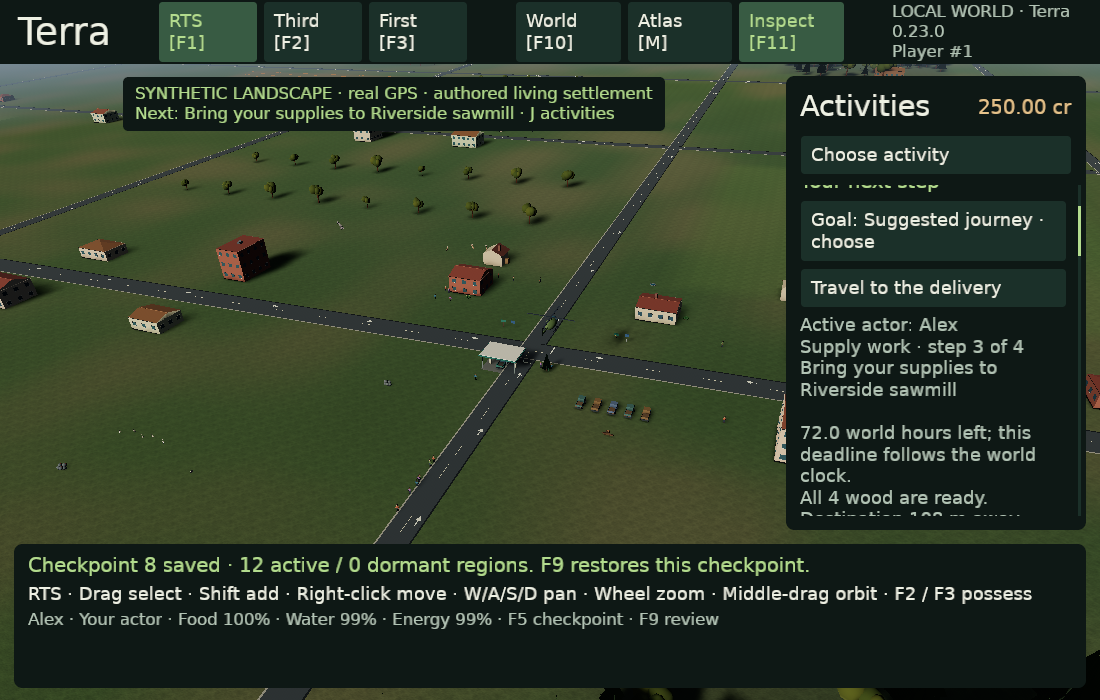 Terra
RTS
[F1]
Third
[F2]
First
[F3]
World
[F10]
Atlas
[M]
Inspect
[F11]
LOCAL WORLD · Terra
0.23.0
Player #1
SYNTHETIC LANDSCAPE · real GPS · authored living settlement
Next: Bring your supplies to Riverside sawmill · J activities
Activities
250.00 cr
Choose activity
Your next step
Goal: Suggested journey ·
choose
Travel to the delivery
Active actor: Alex
Supply work · step 3 of 4
Bring your supplies to
Riverside sawmill
72.0 world hours left; this
deadline follows the world
clock.
All 4 wood are ready.
Destination 108 m away
Checkpoint 8 saved · 12 active / 0 dormant regions. F9 restores this checkpoint.
RTS · Drag select · Shift add · Right-click move · W/A/S/D pan · Wheel zoom · Middle-drag orbit · F2 / F3 possess
Alex · Your actor · Food 100% · Water 99% · Energy 99% · F5 checkpoint · F9 review